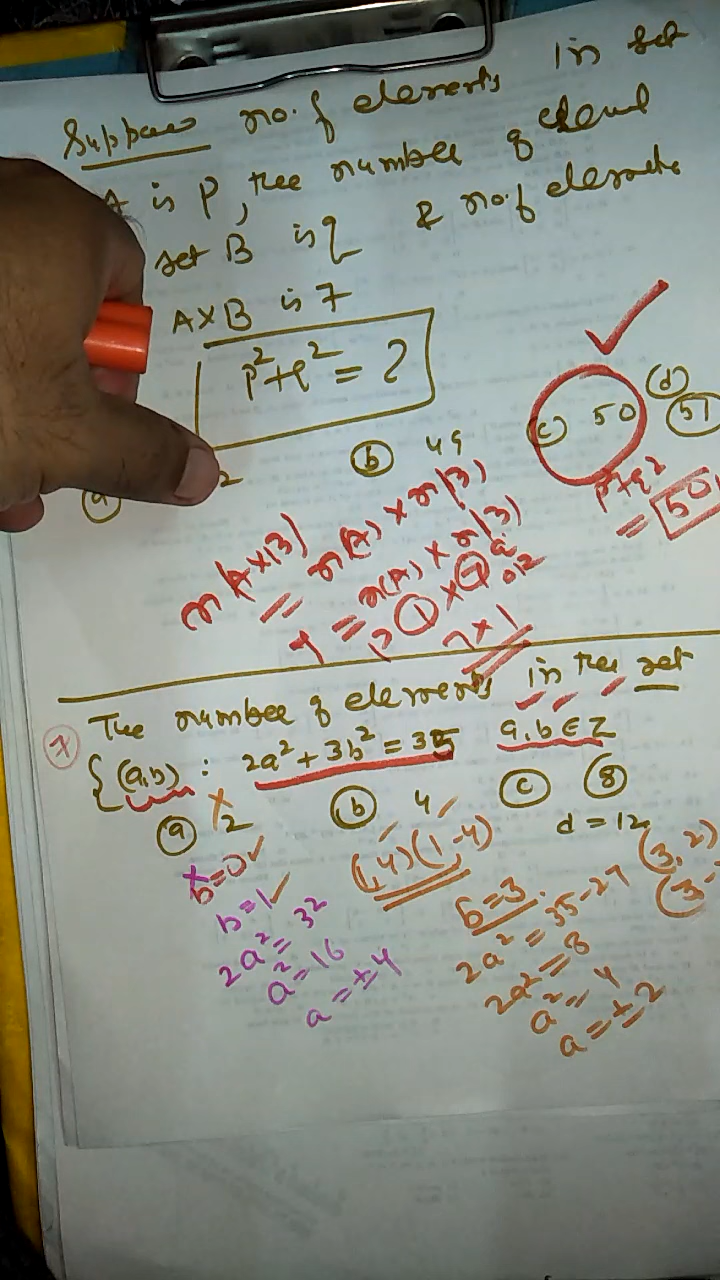 Suppose no. of elements in set
A is P, the number of element
set B is q & no. of elements
A×B is 7
p²+q² = ?
(a) 2 (b) 49 (c) 50 (d) 51
p²+q²
= 50
n(A×B)
= n(A) × n(B)
7 = n(A) × n(B)
1 × 7
7×1
The number of elements in the set
{(a,b) : 2a²+3b² = 35 a,b ∈ Z
(a) 2 (b) 4 (c) 8
d = 12
b=0
b=1
2a² = 32
a² = 16
a = ±4
(1,4)(1,-4)
b=3.
2a² = 35-27
2a² = 8
a² = 4
a = ±2
(3,2)
(3-